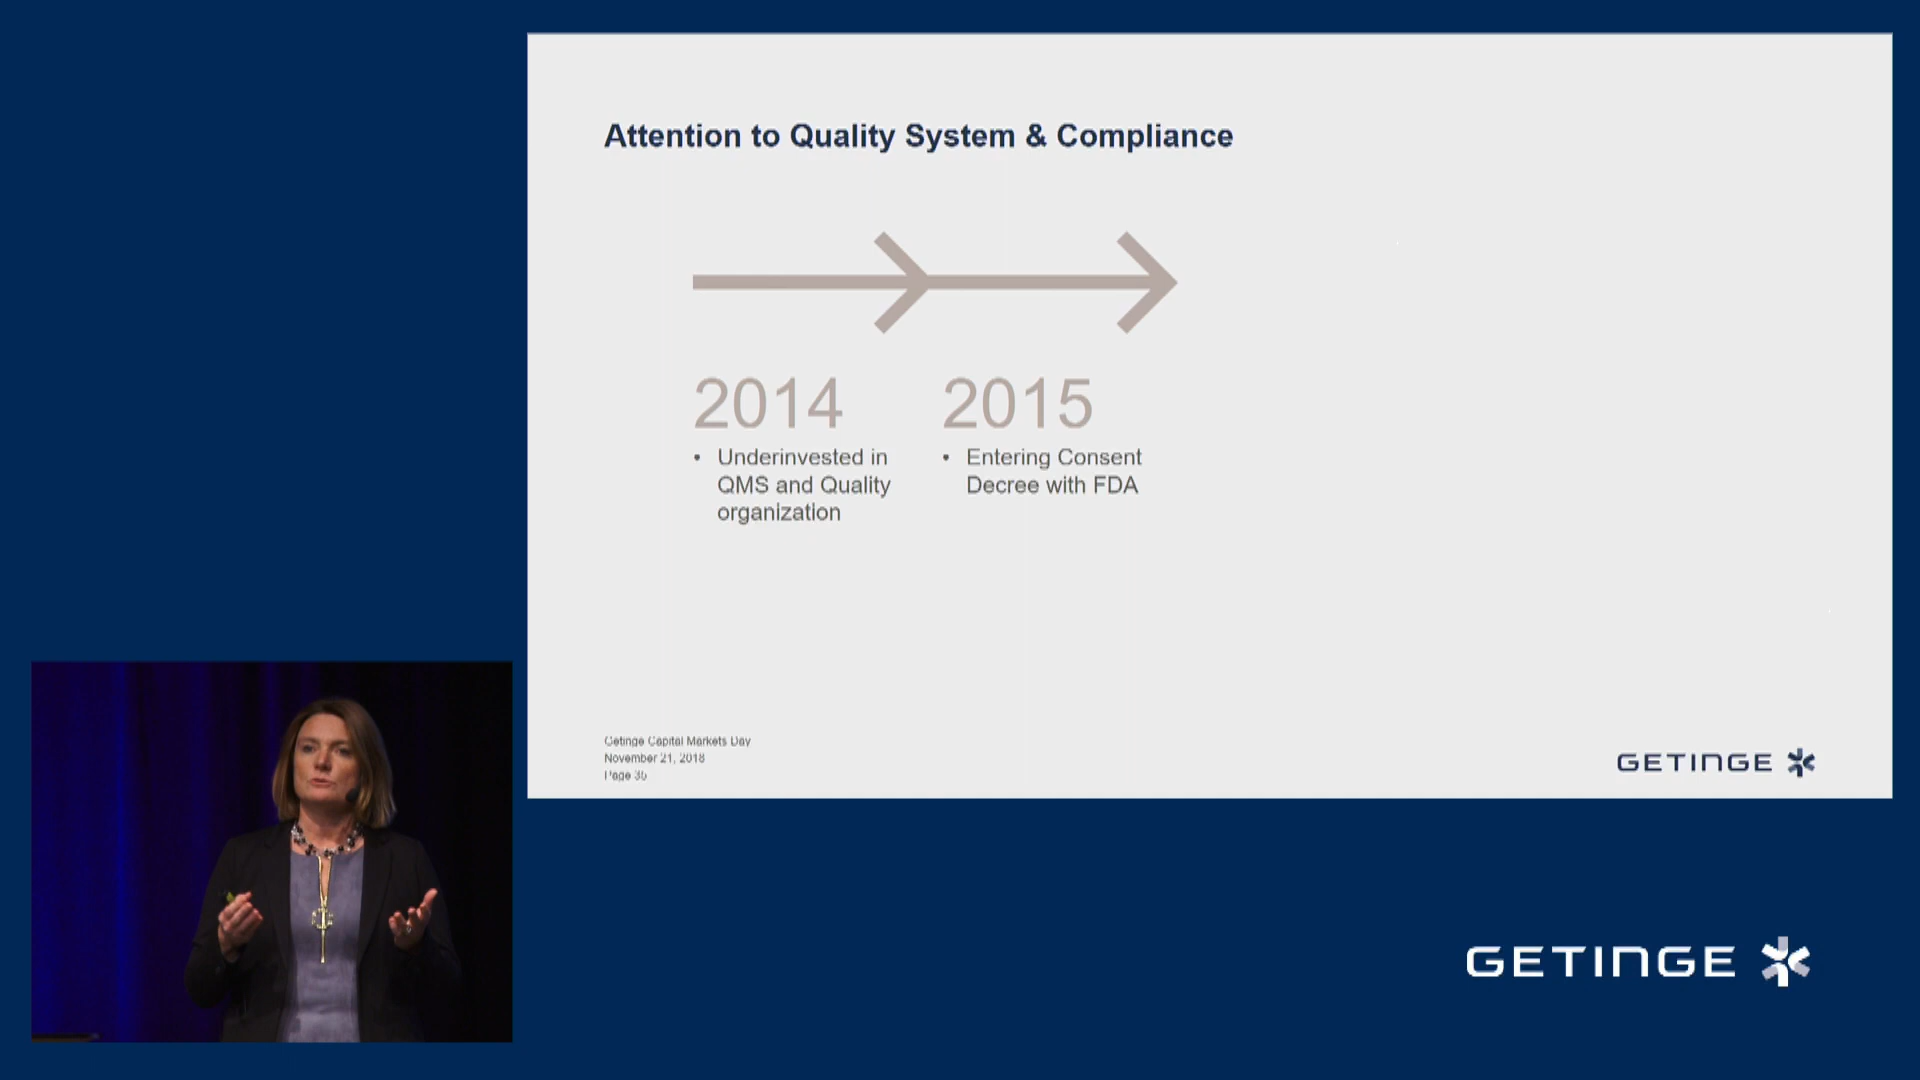 Attention to Quality System & Compliance
2014
• Underinvested in
QMS and Quality
organization
2015
• Entering Consent
Decree with FDA
Getinge Capital Markets Day
November 21, 2018
Page 35
GETINGE
GETINGE